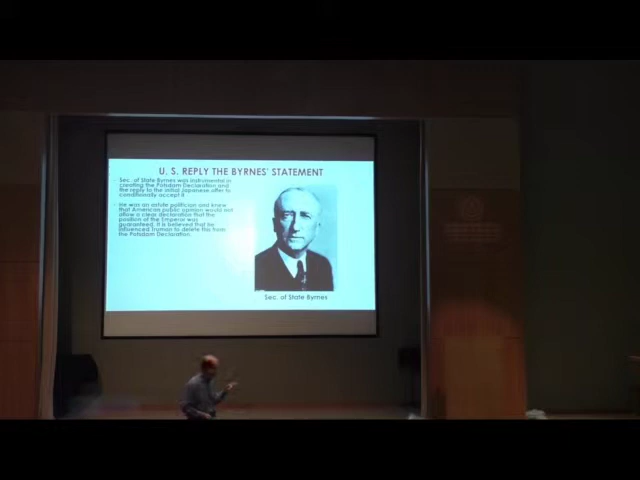 U. S. REPLY THE BYRNES' STATEMENT
Sec. of State Byrnes was instrumental in
creating the Potsdam Declaration and
the reply to the initial Japanese offer to
conditionally accept it
He was an astute politician and knew
that American public opinion would not
allow a clear declaration that the
position of the Emperor was
guaranteed. It is believed that he
influenced Truman to delete this from
the Potsdam Declaration.
Sec. of State Byrnes